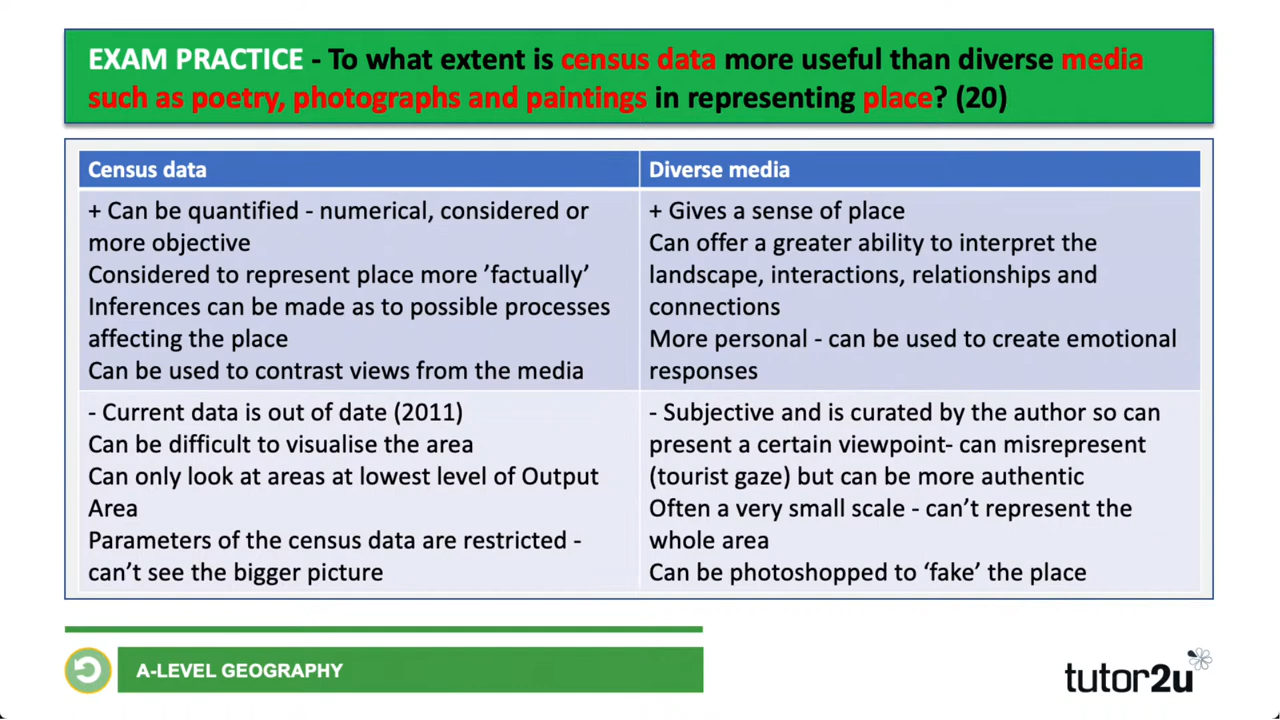 EXAM PRACTICE - To what extent is census data more useful than diverse media
such as poetry, photographs and paintings in representing place? (20)
Census data
+ Can be quantified - numerical, considered or
more objective
Considered to represent place more ’factually’
Inferences can be made as to possible processes
affecting the place
Can be used to contrast views from the media
- Current data is out of date (2011)
Can be difficult to visualise the area
Can only look at areas at lowest level of Output
Area
Parameters of the census data are restricted -
can’t see the bigger picture
Diverse media
+ Gives a sense of place
Can offer a greater ability to interpret the
landscape, interactions, relationships and
connections
More personal - can be used to create emotional
responses
- Subjective and is curated by the author so can
present a certain viewpoint- can misrepresent
(tourist gaze) but can be more authentic
Often a very small scale - can’t represent the
whole area
Can be photoshopped to ‘fake’ the place
A-LEVEL GEOGRAPHY
tutor2u